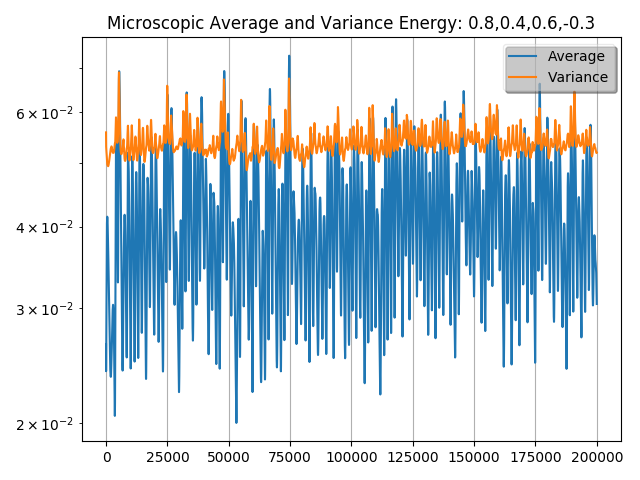 Microscopic Average and Variance Energy: 0.8,0.4,0.6,-0.3
Average
Variance
6 × 10⁻²
4 × 10⁻²
3 × 10⁻²
2 × 10⁻²
0 25000 50000 75000 100000 125000 150000 175000 200000